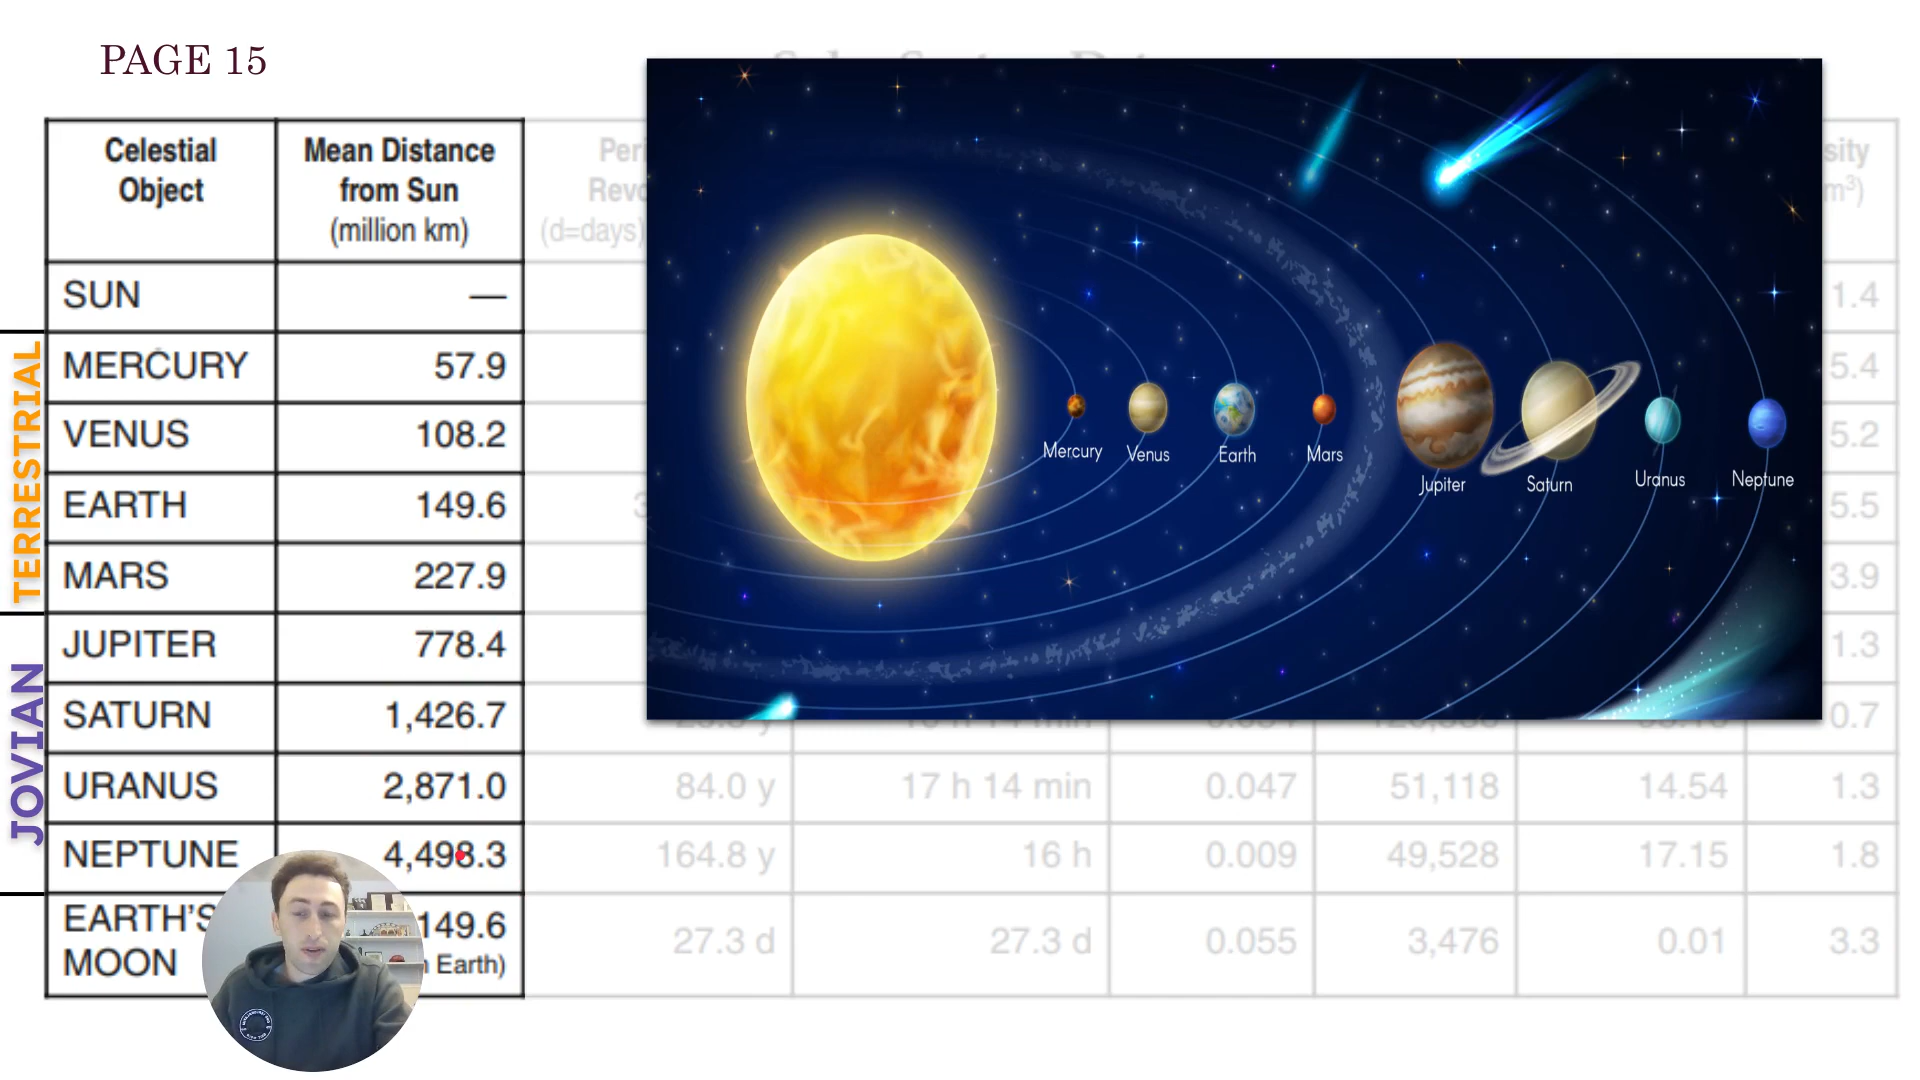 PAGE 15
Celestial Object
Mean Distance from Sun (million km)
(d=days)
SUN — 1.4
MERCURY 57.9 5.4
VENUS 108.2 5.2
EARTH 149.6 5.5
MARS 227.9 3.9
JUPITER 778.4 1.3
SATURN 1,426.7 0.7
URANUS 2,871.0 84.0 y 17 h 14 min 0.047 51,118 14.54 1.3
NEPTUNE 4,498.3 164.8 y 16 h 0.009 49,528 17.15 1.8
EARTH'S MOON 149.6 Earth) 27.3 d 27.3 d 0.055 3,476 0.01 3.3
TERRESTRIAL
JOVIAN
Mercury
Venus
Earth
Mars
Jupiter
Saturn
Uranus
Neptune